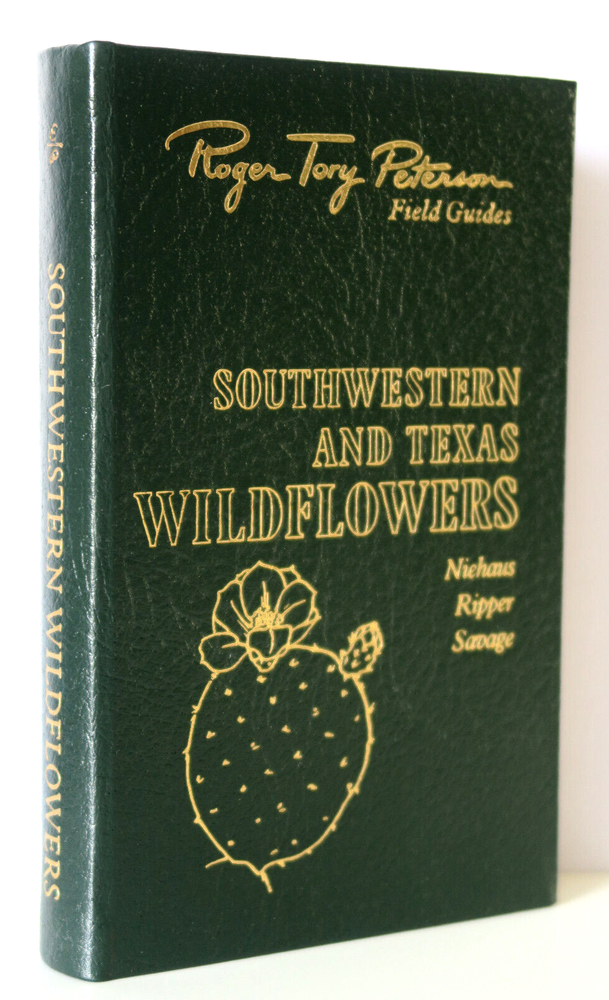 Roger Tory Peterson
Field Guides
SOUTHWESTERN
AND TEXAS
WILDFLOWERS
Niehaus
Ripper
Savage
SOUTHWESTERN WILDFLOWERS